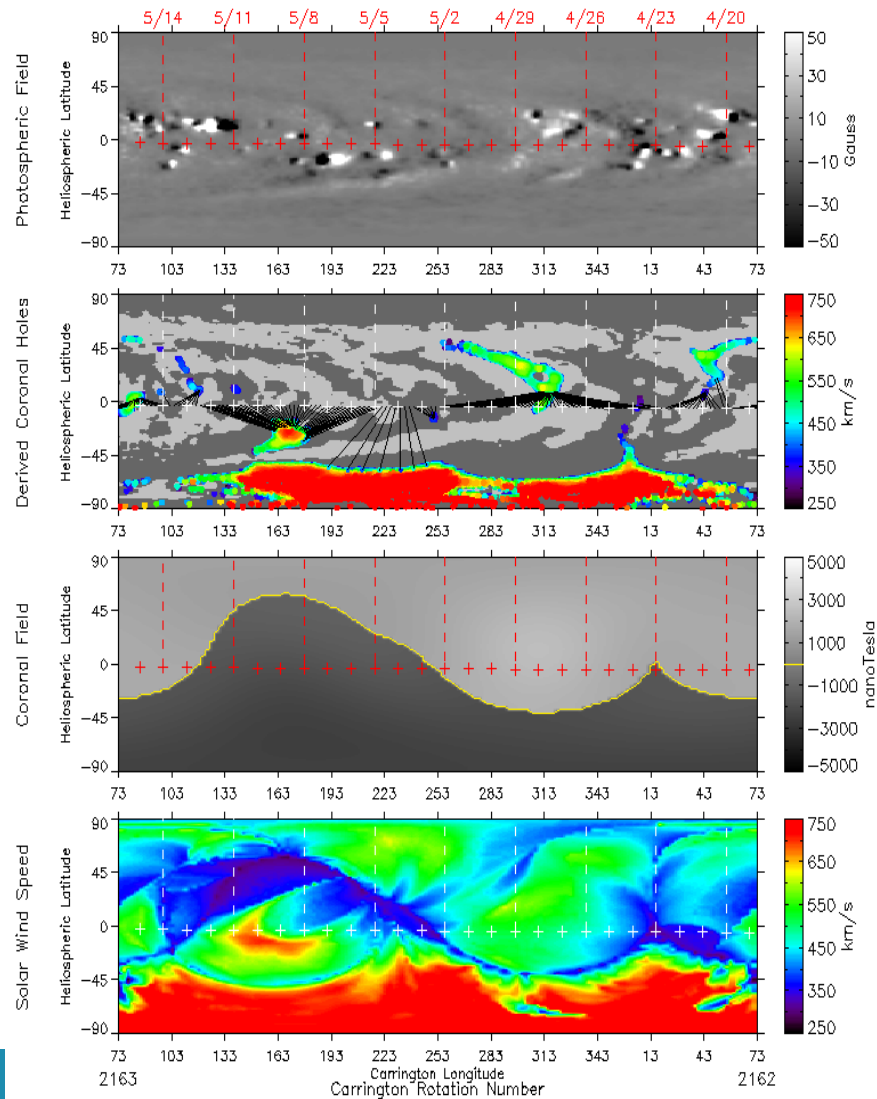 5/14 5/11 5/8 5/5 5/2 4/29 4/26 4/23 4/20
Photospheric Field
Heliospheric Latitude
90
45
0
−45
−90
73 103 133 163 193 223 253 283 313 343 13 43 73
50
30
10
−10
−30
−50
Gauss
Derived Coronal Holes
Heliospheric Latitude
90
45
0
−45
−90
73 103 133 163 193 223 253 283 313 343 13 43 73
750
650
550
450
350
250
km/s
Coronal Field
Heliospheric Latitude
90
45
0
−45
−90
73 103 133 163 193 223 253 283 313 343 13 43 73
5000
3000
1000
−1000
−3000
−5000
nanoTesla
Solar Wind Speed
Heliospheric Latitude
90
45
0
−45
−90
73 103 133 163 193 223 253 283 313 343 13 43 73
750
650
550
450
350
250
km/s
Carrington Longitude
2163 Carrington Rotation Number 2162